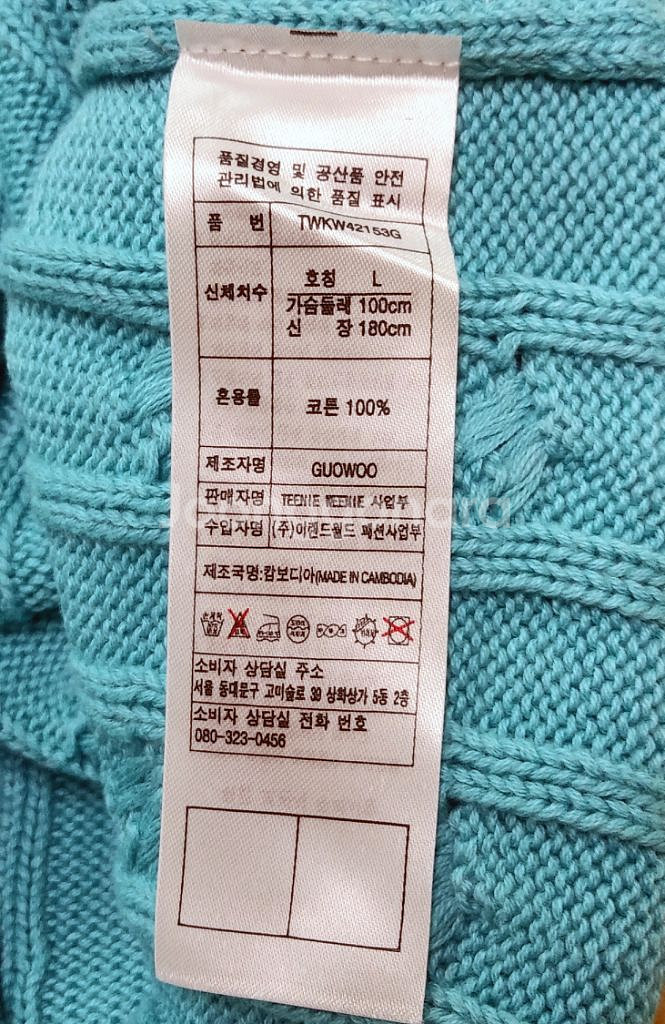 품질경영 및 공산품 안전
관리법에 의한 품질 표시
품 번 TWKW42153G
신체치수 호칭 L
가슴둘레 100cm
신 장 180cm
혼용률 코튼 100%
제조자명 GUOWOO
판매자명 TEENIE WEENIE 사업부
수입자명 (주)이랜드월드 패션사업부
제조국명:캄보디아(MADE IN CAMBODIA)
소비자 상담실 주소
서울 동대문구 고미술로 39 상화상가 5동 2층
소비자 상담실 전화 번호
080-323-0456